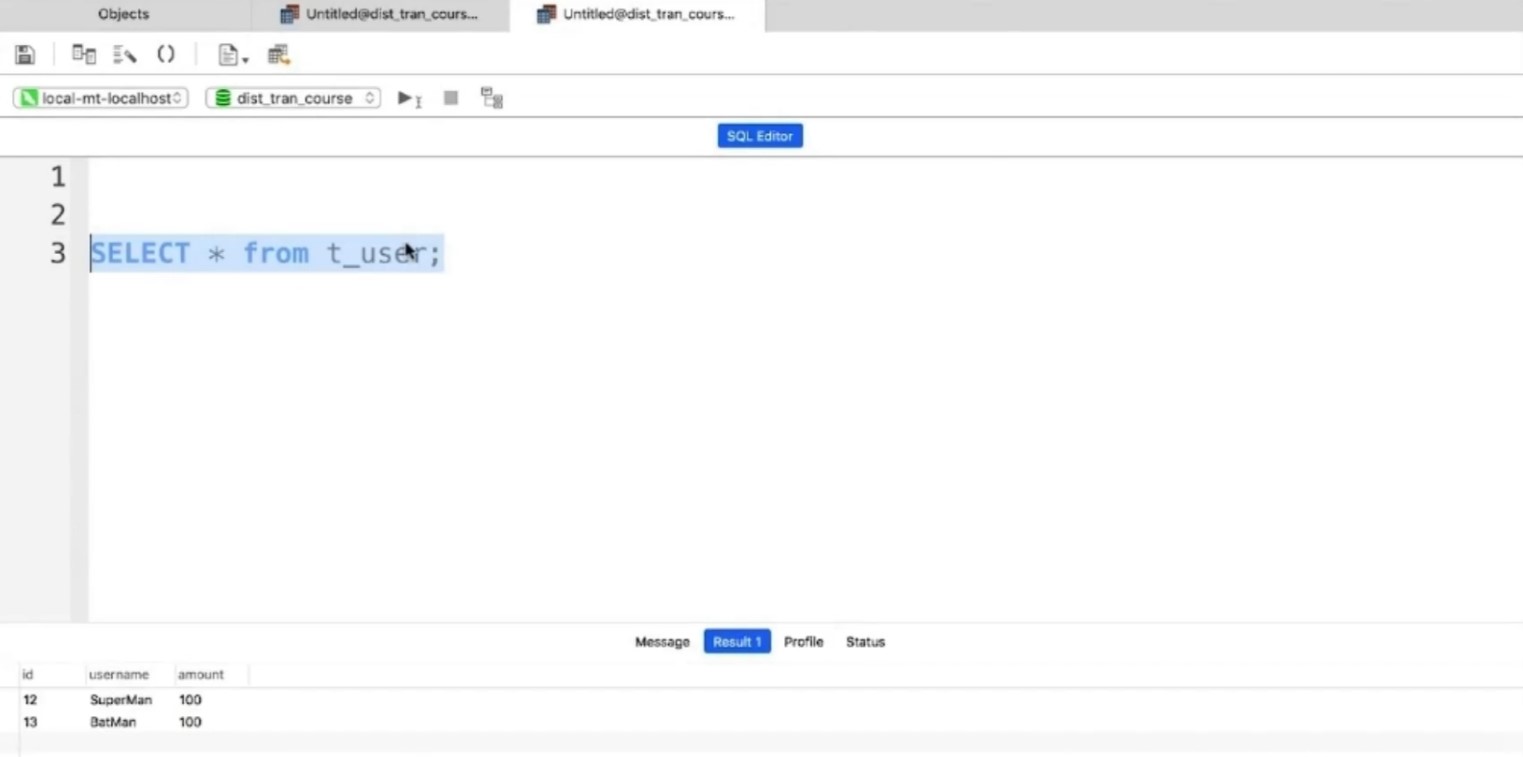 Objects Untitled@dist_tran_cours... Untitled@dist_tran_cours...
local-mt-localhost dist_tran_course
SQL Editor
1
2
3 SELECT * from t_user;
Message Result 1 Profile Status
id username amount
12 SuperMan 100
13 BatMan 100